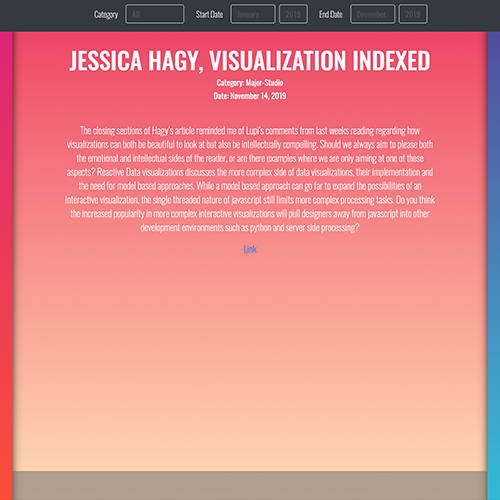 Category All Start Date January 2019 End Date December 2019
JESSICA HAGY, VISUALIZATION INDEXED
Category: Major-Studio
Date: November 14, 2019
The closing sections of Hagy's article reminded me of Lupi's comments from last weeks reading regarding how
visualizations can both be beautiful to look at but also be intellectually compelling. Should we always aim to please both
the emotional and intellectual sides of the reader, or are there examples where we are only aiming at one of these
aspects? Reactive Data visualizations discusses the more complex side of data visualizations, their implementation and
the need for model based approaches. While a model based approach can go far to expand the possibilities of an
interactive visualization, the single threaded nature of javascript still limits more complex processing tasks. Do you think
the increased popularity in more complex interactive visualizations will pull designers away from javascript into other
development environments such as python and server side processing?
Link